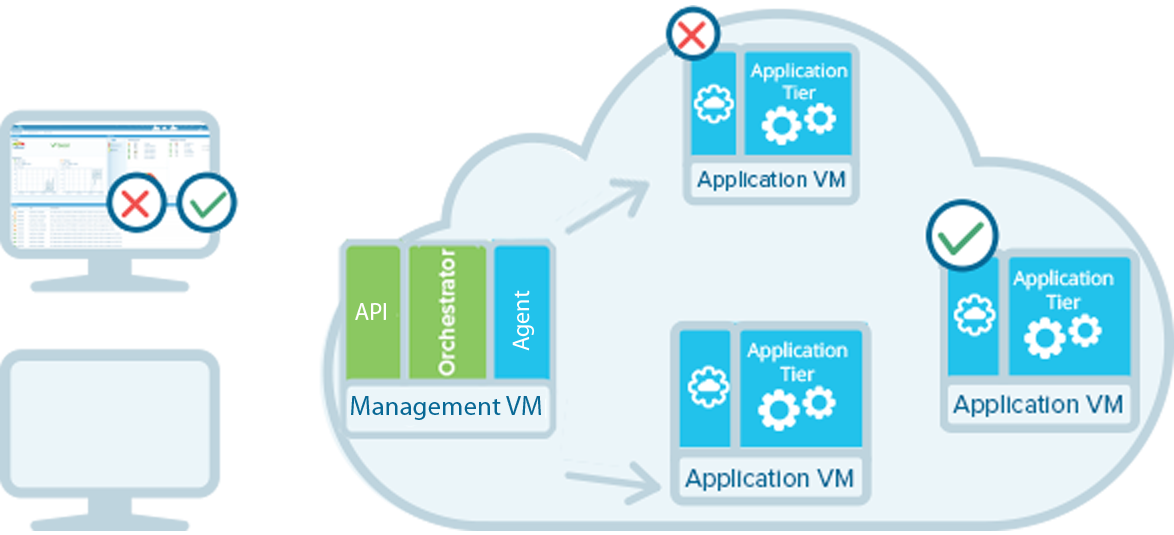 Application
Tier
Application VM
API
Orchestrator
Agent
Management VM
Application
Tier
Application VM
Application
Tier
Application VM